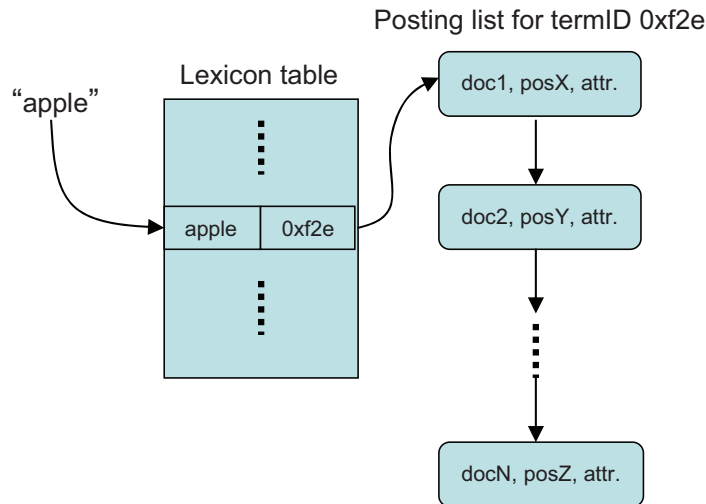 Posting list for termID 0xf2e
Lexicon table
“apple”
doc1, posX, attr.
apple 0xf2e
doc2, posY, attr.
docN, posZ, attr.